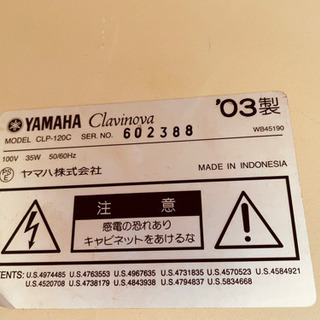 YAMAHA Clavinova '03製
MODEL CLP-120C SER. NO. 602388 WB45190
100V 35W 50/60Hz
ヤマハ株式会社 MADE IN INDONESIA
注意
感電の恐れあり
キャビネットをあけるな
TENTS: U.S.4974485 U.S.4763553 U.S.4967635 U.S.4731835 U.S.4570523 U.S.4584921
U.S.4520708 U.S.4738179 U.S.4843938 U.S.4794837 U.S.5834668